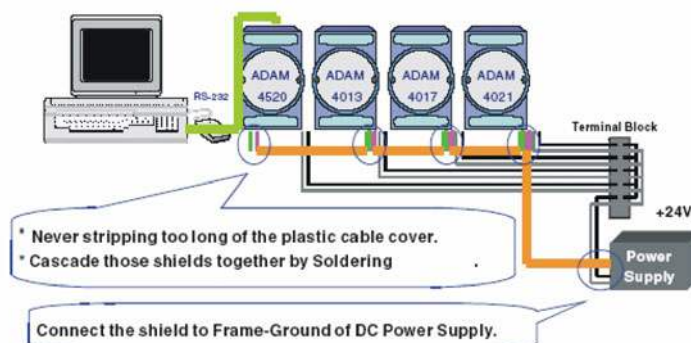 ADAM
4520
ADAM
4013
ADAM
4017
ADAM
4021
RS-232
Terminal Block
+24V
Power
Supply
* Never stripping too long of the plastic cable cover.
* Cascade those shields together by Soldering .
Connect the shield to Frame-Ground of DC Power Supply.